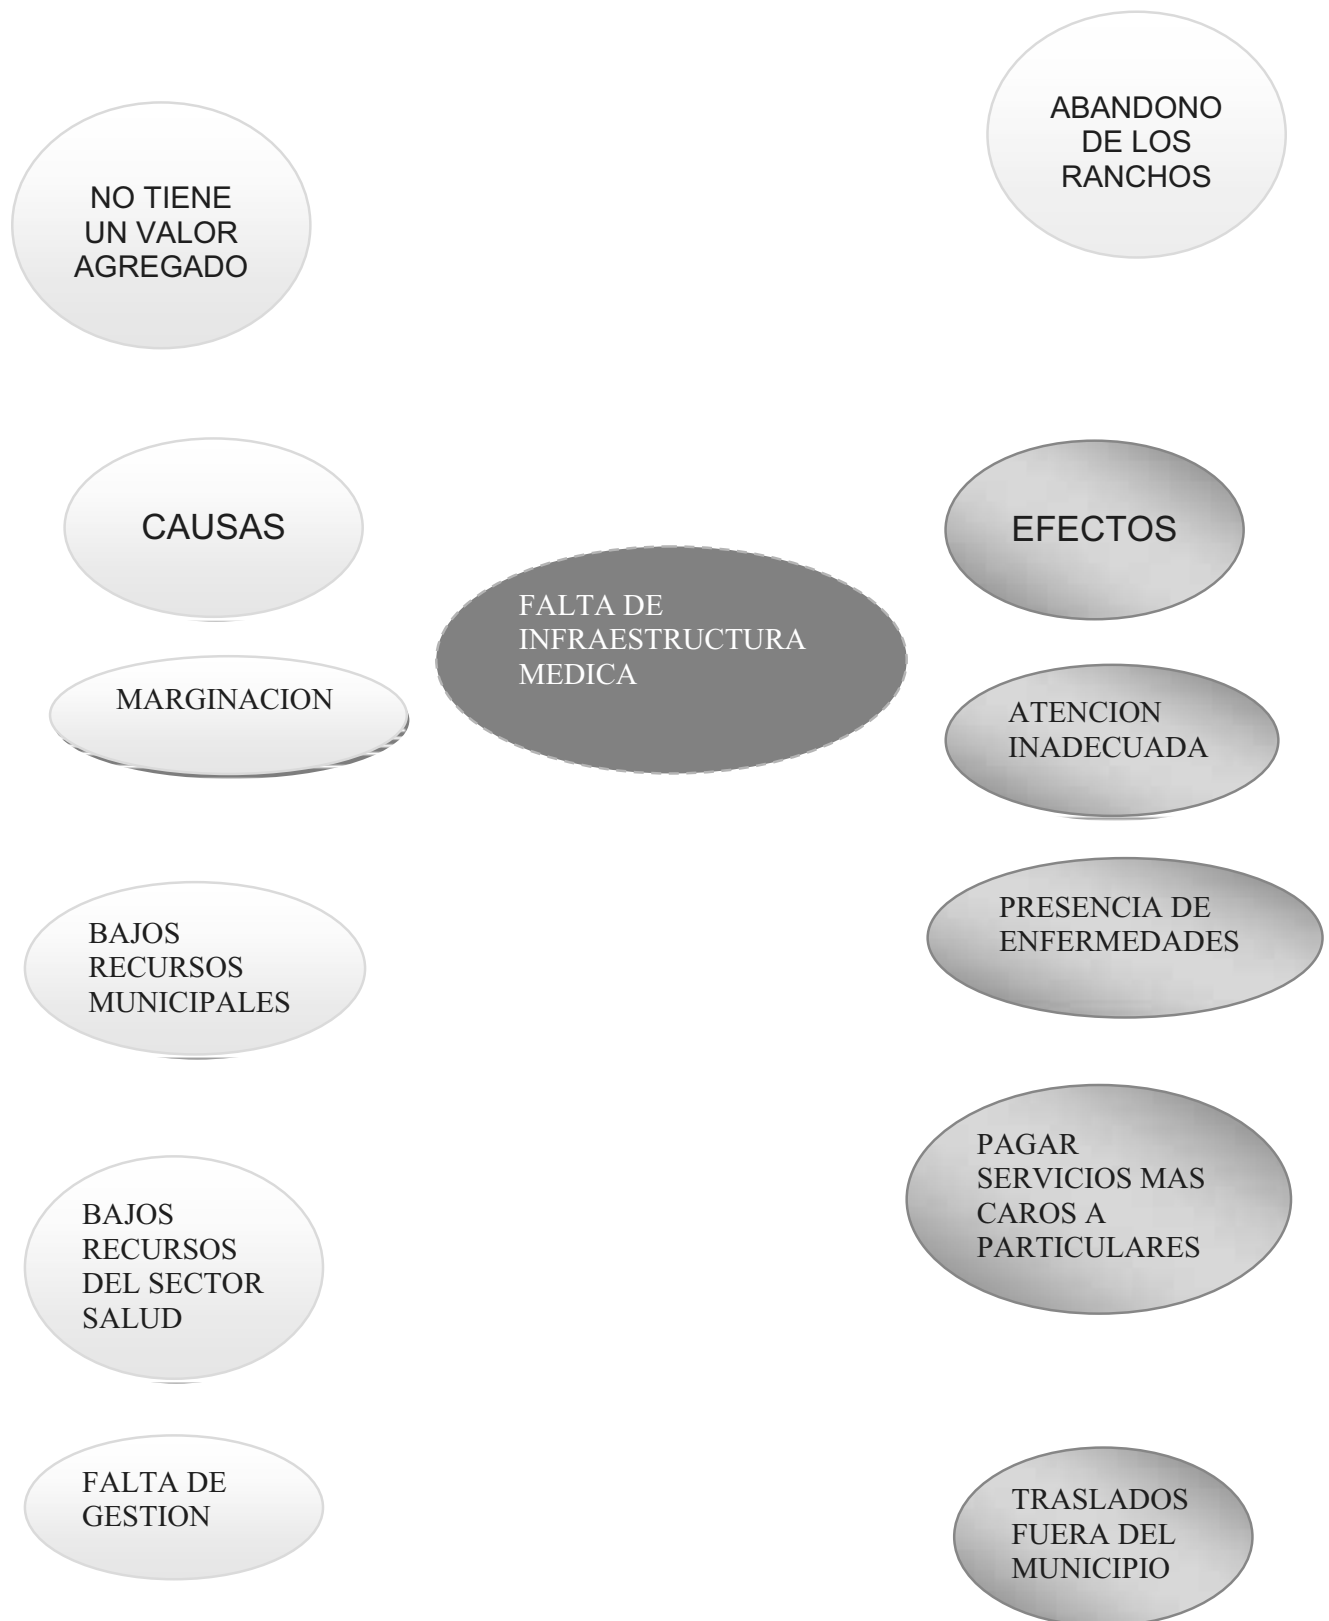 ABANDONO
DE LOS
RANCHOS
NO TIENE
UN VALOR
AGREGADO
CAUSAS
EFECTOS
FALTA DE
INFRAESTRUCTURA
MEDICA
MARGINACION
ATENCION
INADECUADA
BAJOS
RECURSOS
MUNICIPALES
PRESENCIA DE
ENFERMEDADES
PAGAR
SERVICIOS MAS
CAROS A
PARTICULARES
BAJOS
RECURSOS
DEL SECTOR
SALUD
FALTA DE
GESTION
TRASLADOS
FUERA DEL
MUNICIPIO